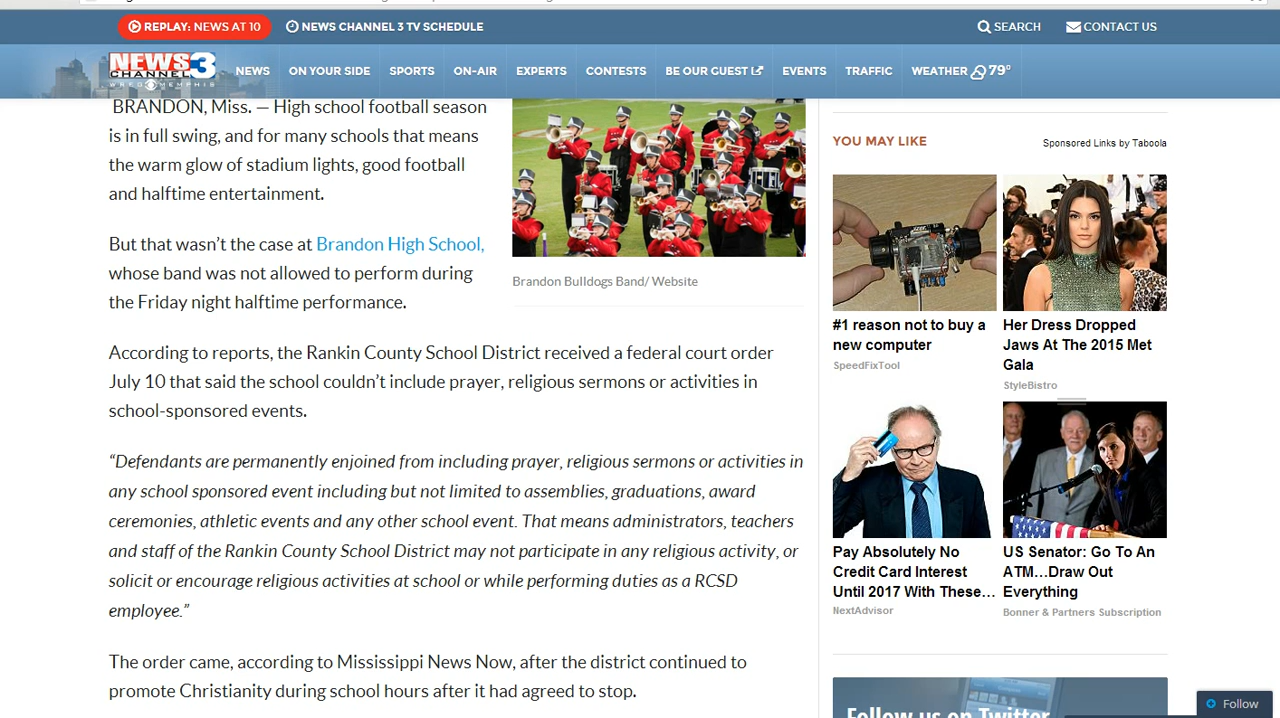 REPLAY: NEWS AT 10
NEWS CHANNEL 3 TV SCHEDULE
SEARCH
CONTACT US
NEWS
CHANNEL 3
WREG MEMPHIS
NEWS
ON YOUR SIDE
SPORTS
ON-AIR
EXPERTS
CONTESTS
BE OUR GUEST
EVENTS
TRAFFIC
WEATHER 79°
BRANDON, Miss. — High school football season
is in full swing, and for many schools that means
the warm glow of stadium lights, good football
and halftime entertainment.
But that wasn’t the case at Brandon High School,
whose band was not allowed to perform during
the Friday night halftime performance.
Brandon Bulldogs Band/ Website
According to reports, the Rankin County School District received a federal court order
July 10 that said the school couldn’t include prayer, religious sermons or activities in
school-sponsored events.
“Defendants are permanently enjoined from including prayer, religious sermons or activities in
any school sponsored event including but not limited to assemblies, graduations, award
ceremonies, athletic events and any other school event. That means administrators, teachers
and staff of the Rankin County School District may not participate in any religious activity, or
solicit or encourage religious activities at school or while performing duties as a RCSD
employee.”
The order came, according to Mississippi News Now, after the district continued to
promote Christianity during school hours after it had agreed to stop.
YOU MAY LIKE
Sponsored Links by Taboola
#1 reason not to buy a
new computer
SpeedFixTool
Her Dress Dropped
Jaws At The 2015 Met
Gala
StyleBistro
Pay Absolutely No
Credit Card Interest
Until 2017 With These…
NextAdvisor
US Senator: Go To An
ATM…Draw Out
Everything
Bonner & Partners Subscription
Follow us on Twitter
Follow